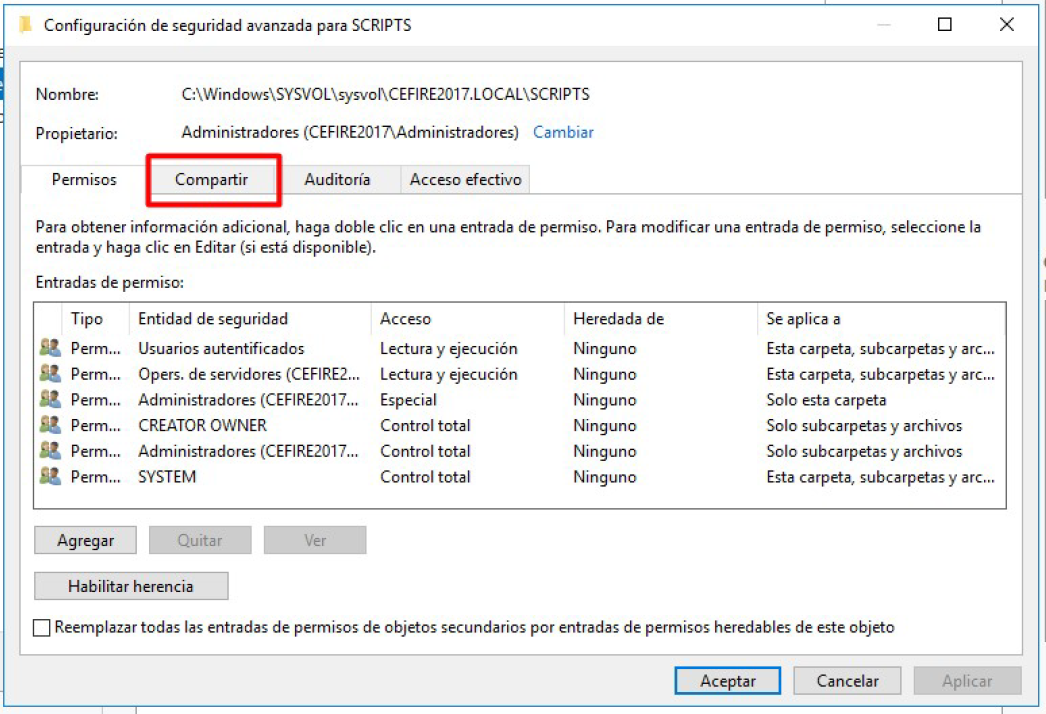 Configuración de seguridad avanzada para SCRIPTS
Nombre: C:\Windows\SYSVOL\sysvol\CEFIRE2017.LOCAL\SCRIPTS
Propietario: Administradores (CEFIRE2017\Administradores) Cambiar
Permisos Compartir Auditoría Acceso efectivo
Para obtener información adicional, haga doble clic en una entrada de permiso. Para modificar una entrada de permiso, seleccione la
entrada y haga clic en Editar (si está disponible).
Entradas de permiso:
Tipo Entidad de seguridad Acceso Heredada de Se aplica a
Perm... Usuarios autentificados Lectura y ejecución Ninguno Esta carpeta, subcarpetas y arc...
Perm... Opers. de servidores (CEFIRE2... Lectura y ejecución Ninguno Esta carpeta, subcarpetas y arc...
Perm... Administradores (CEFIRE2017... Especial Ninguno Solo esta carpeta
Perm... CREATOR OWNER Control total Ninguno Solo subcarpetas y archivos
Perm... Administradores (CEFIRE2017... Control total Ninguno Solo subcarpetas y archivos
Perm... SYSTEM Control total Ninguno Esta carpeta, subcarpetas y arc...
Agregar Quitar Ver
Habilitar herencia
Reemplazar todas las entradas de permisos de objetos secundarios por entradas de permisos heredables de este objeto
Aceptar Cancelar Aplicar